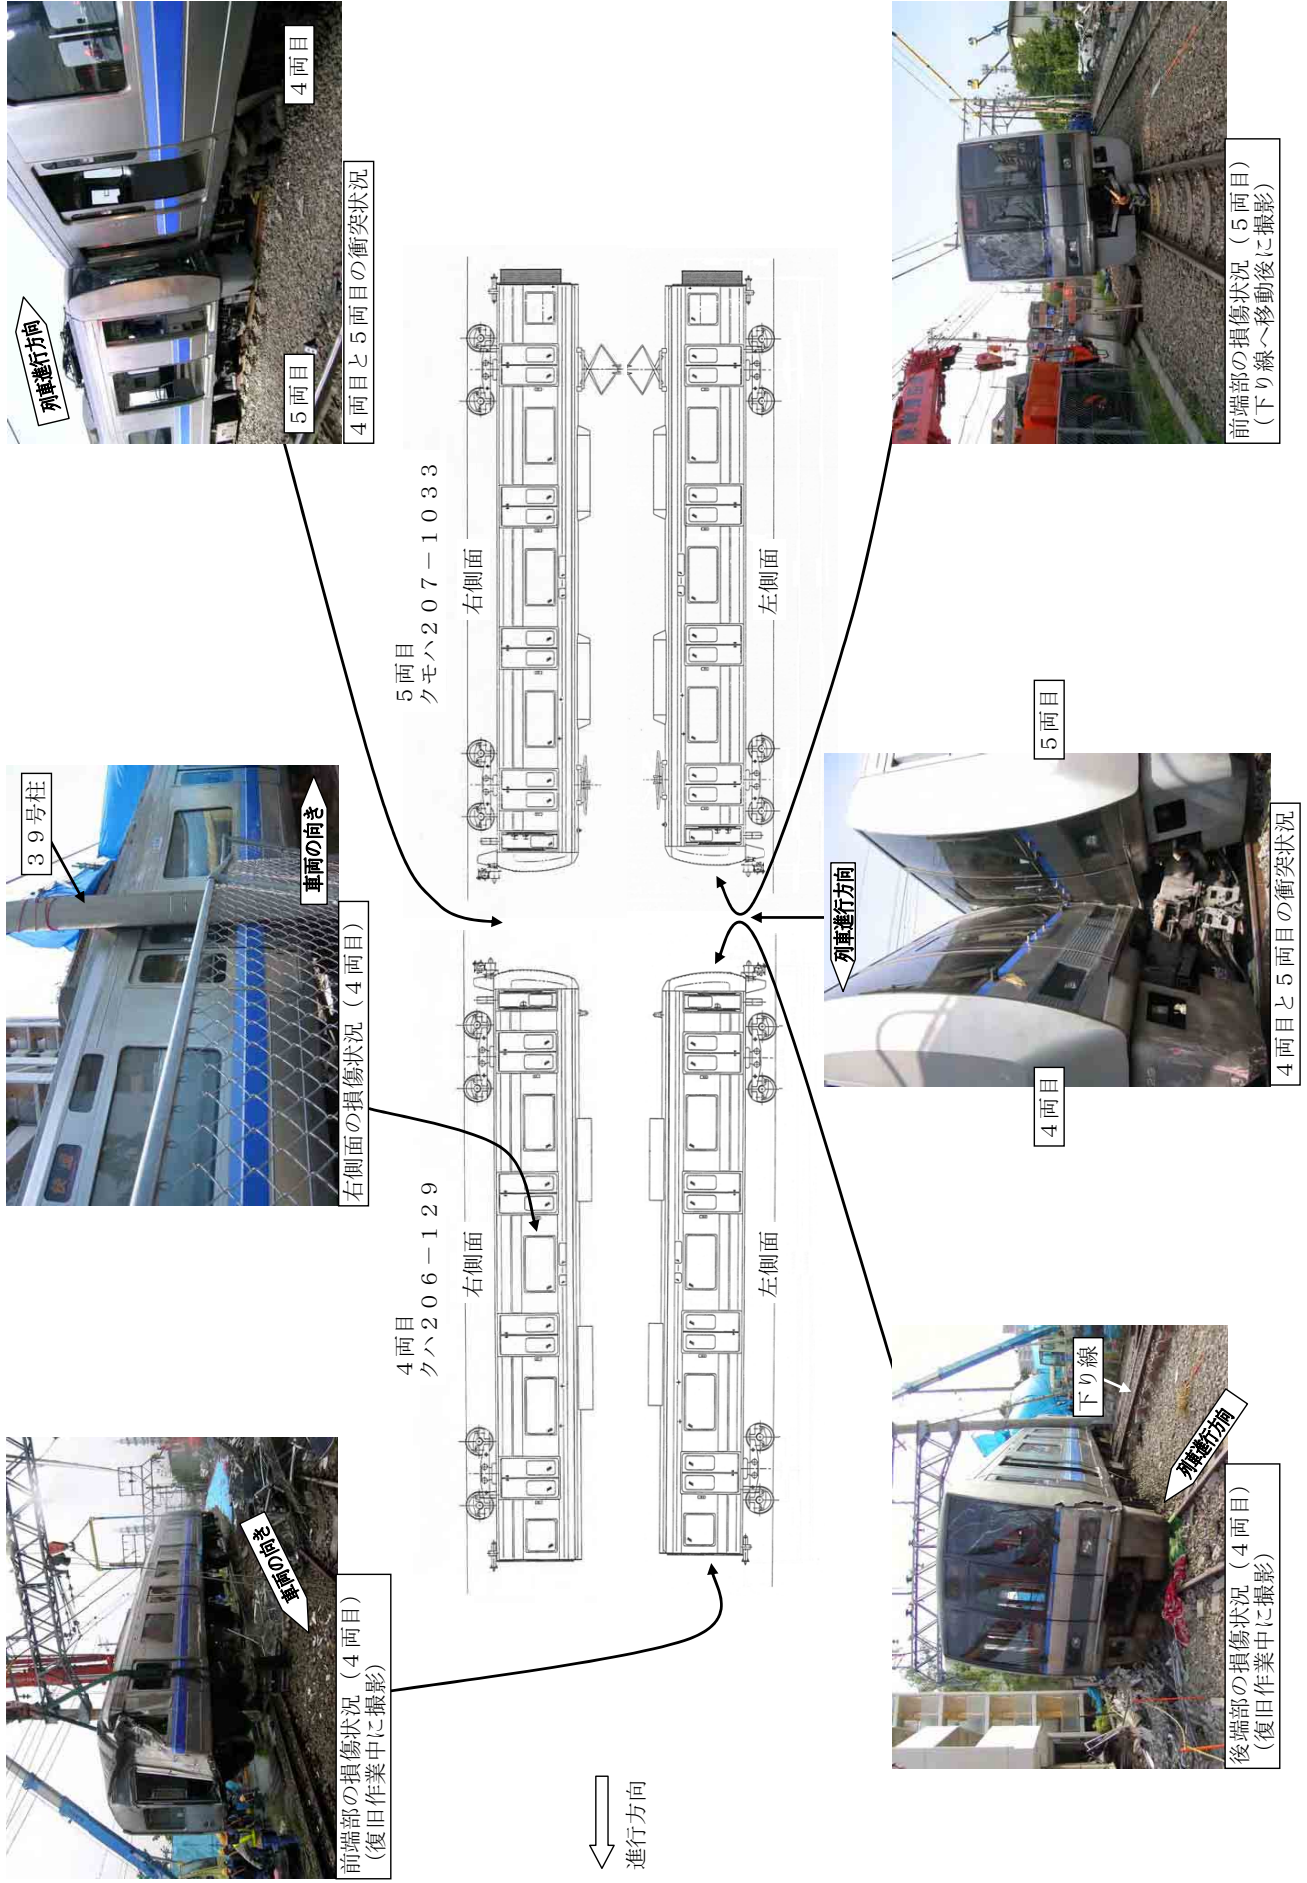 前端部の損傷状況（４両目）
（復旧作業中に撮影）
車両の向き
右側面の損傷状況（４両目）
３９号柱
車両の向き
快速
４両目と５両目の衝突状況
列車進行方向
５両目
４両目
４両目
クハ２０６－１２９
右側面
左側面
５両目
クモハ２０７－１０３３
右側面
左側面
進行方向
後端部の損傷状況（４両目）
（復旧作業中に撮影）
下り線
列車進行方向
４両目と５両目の衝突状況
列車進行方向
４両目
５両目
前端部の損傷状況（５両目）
（下り線へ移動後に撮影）